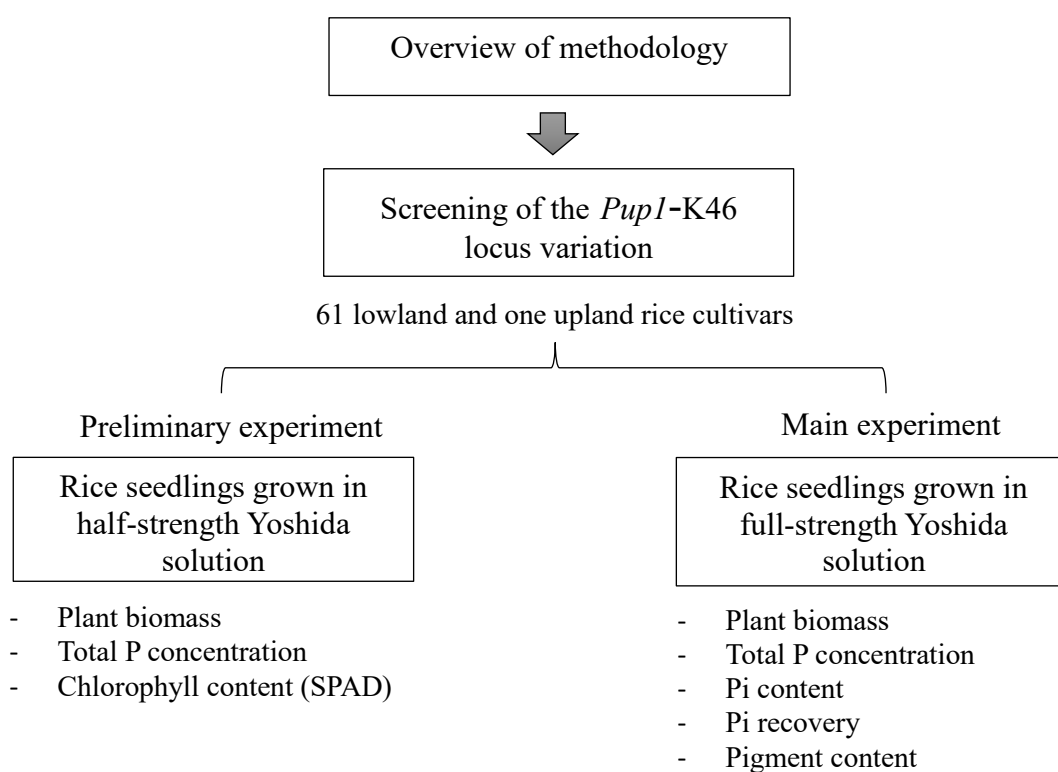 Overview of methodology
Screening of the Pup1-K46
locus variation
61 lowland and one upland rice cultivars
Preliminary experiment
Rice seedlings grown in
half-strength Yoshida
solution
- Plant biomass
- Total P concentration
- Chlorophyll content (SPAD)
Main experiment
Rice seedlings grown in
full-strength Yoshida
solution
- Plant biomass
- Total P concentration
- Pi content
- Pi recovery
- Pigment content